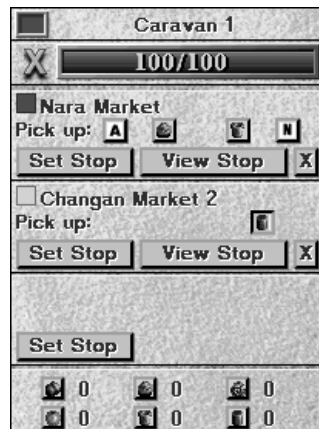 Caravan 1
X 100/100
Nara Market
Pick up: A N
Set Stop View Stop X
Changan Market 2
Pick up:
Set Stop View Stop X
Set Stop
0 0 0
0 0 0